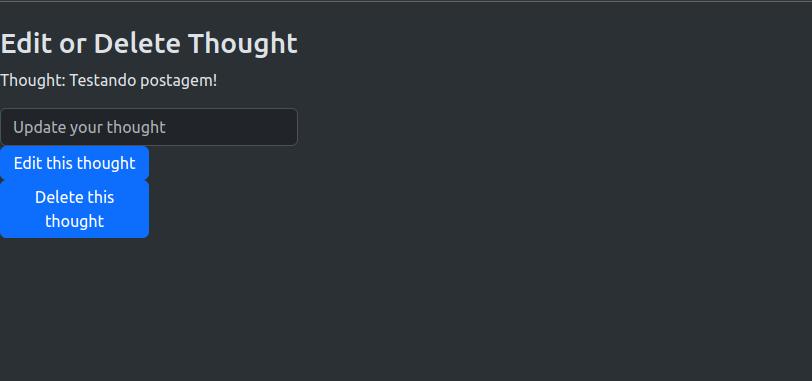 Edit or Delete Thought
Thought: Testando postagem!
Update your thought
Edit this thought
Delete this
thought